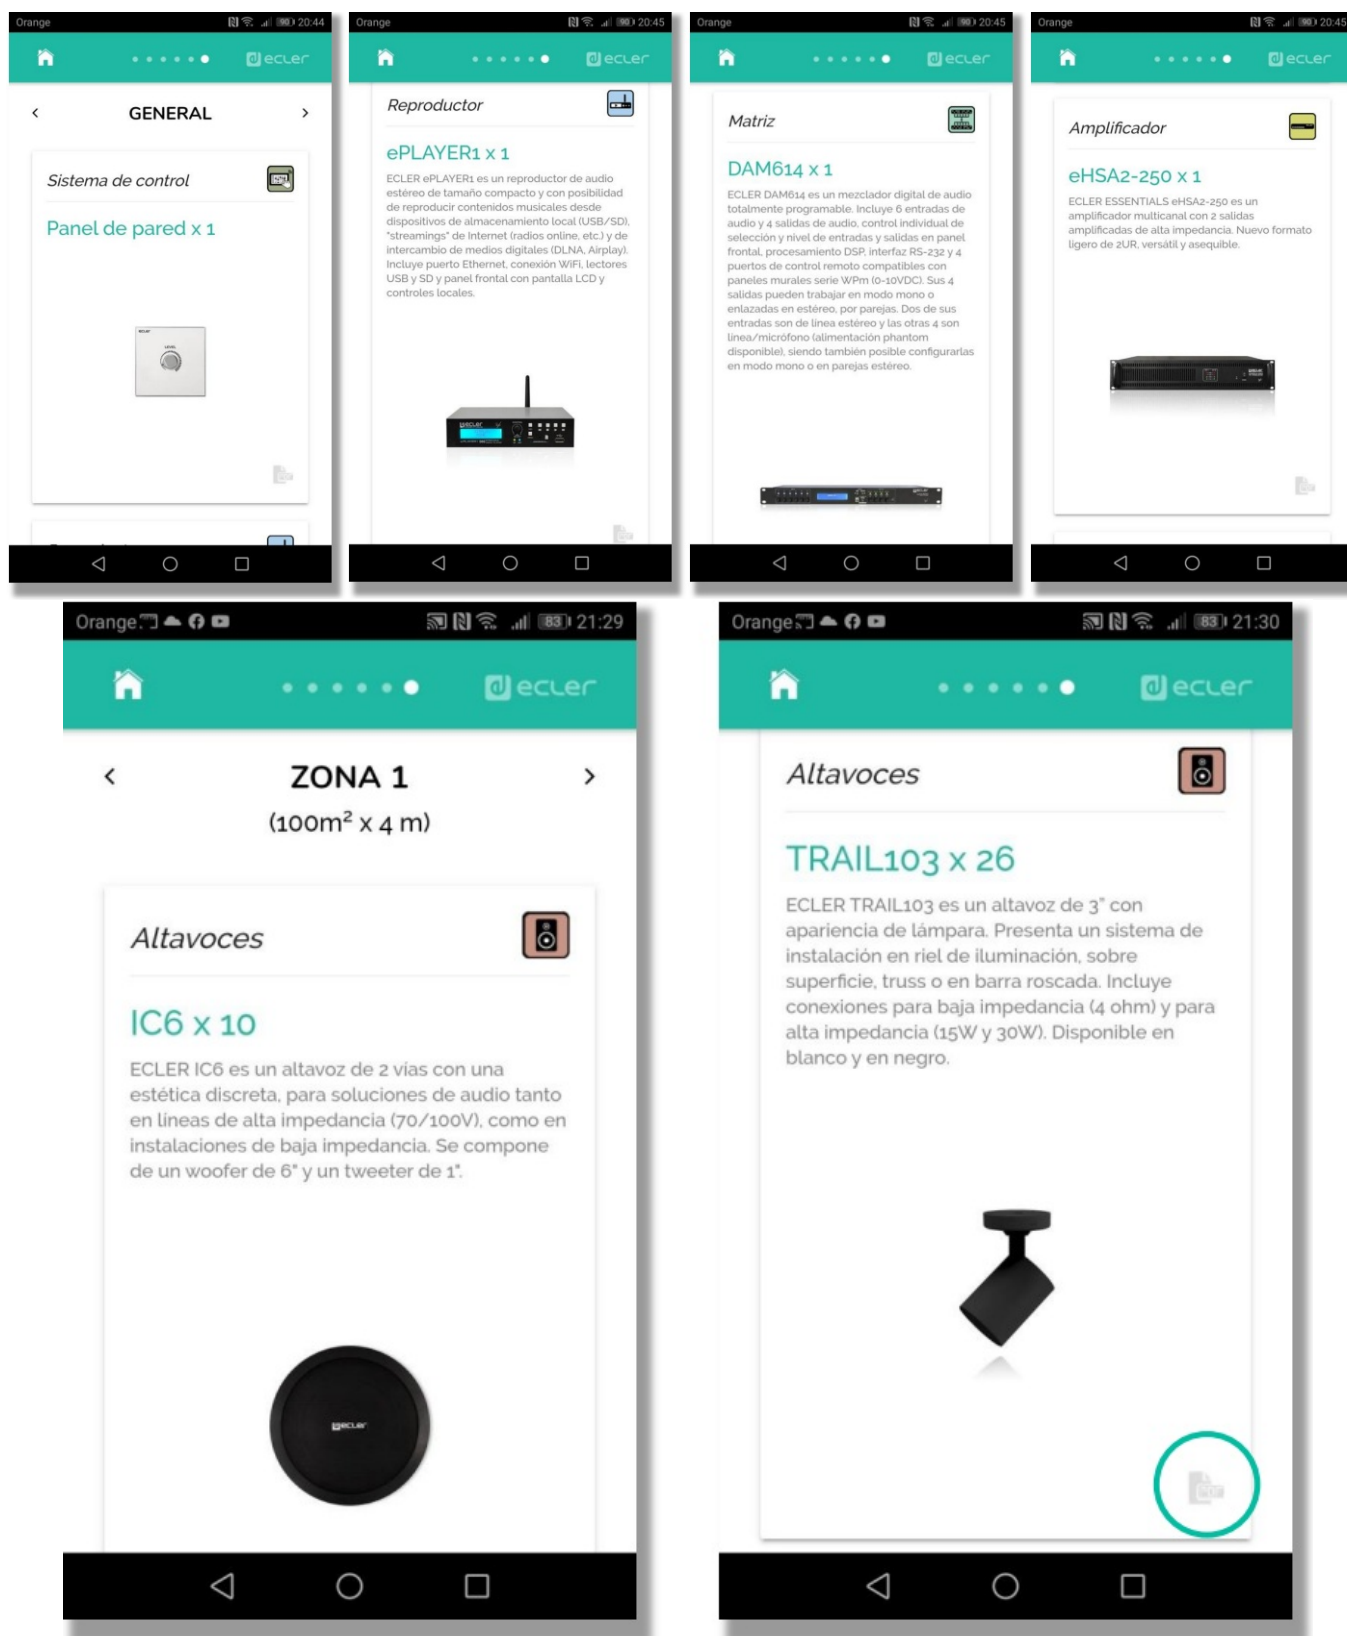 Orange 90 20:44
ecler
GENERAL
Sistema de control
Panel de pared x 1
ECLER
LEVEL
Orange 90 20:45
ecler
Reproductor
ePLAYER1 x 1
ECLER ePLAYER1 es un reproductor de audio
estéreo de tamaño compacto y con posibilidad
de reproducir contenidos musicales desde
dispositivos de almacenamiento local (USB/SD),
"streamings" de Internet (radios online, etc.) y de
intercambio de medios digitales (DLNA, Airplay).
Incluye puerto Ethernet, conexión WiFi, lectores
USB y SD y panel frontal con pantalla LCD y
controles locales.
ecler
Orange 90 20:45
ecler
Matriz
DAM614 x 1
ECLER DAM614 es un mezclador digital de audio
totalmente programable. Incluye 6 entradas de
audio y 4 salidas de audio, control individual de
selección y nivel de entradas y salidas en panel
frontal, procesamiento DSP, interfaz RS-232 y 4
puertos de control remoto compatibles con
paneles murales serie WPm (0-10VDC). Sus 4
salidas pueden trabajar en modo mono o
enlazadas en estéreo, por parejas. Dos de sus
entradas son de línea estéreo y las otras 4 son
línea/micrófono (alimentación phantom
disponible), siendo también posible configurarlas
en modo mono o en parejas estéreo.
Orange 90 20:45
ecler
Amplificador
eHSA2-250 x 1
ECLER ESSENTIALS eHSA2-250 es un
amplificador multicanal con 2 salidas
amplificadas de alta impedancia. Nuevo formato
ligero de 2UR, versátil y asequible.
Orange 83 21:29
ecler
ZONA 1
(100m² x 4 m)
Altavoces
IC6 x 10
ECLER IC6 es un altavoz de 2 vías con una
estética discreta, para soluciones de audio tanto
en líneas de alta impedancia (70/100V), como en
instalaciones de baja impedancia. Se compone
de un woofer de 6" y un tweeter de 1".
ecler
Orange 83 21:30
ecler
Altavoces
TRAIL103 x 26
ECLER TRAIL103 es un altavoz de 3" con
apariencia de lámpara. Presenta un sistema de
instalación en riel de iluminación, sobre
superficie, truss o en barra roscada. Incluye
conexiones para baja impedancia (4 ohm) y para
alta impedancia (15W y 30W). Disponible en
blanco y en negro.
PDF